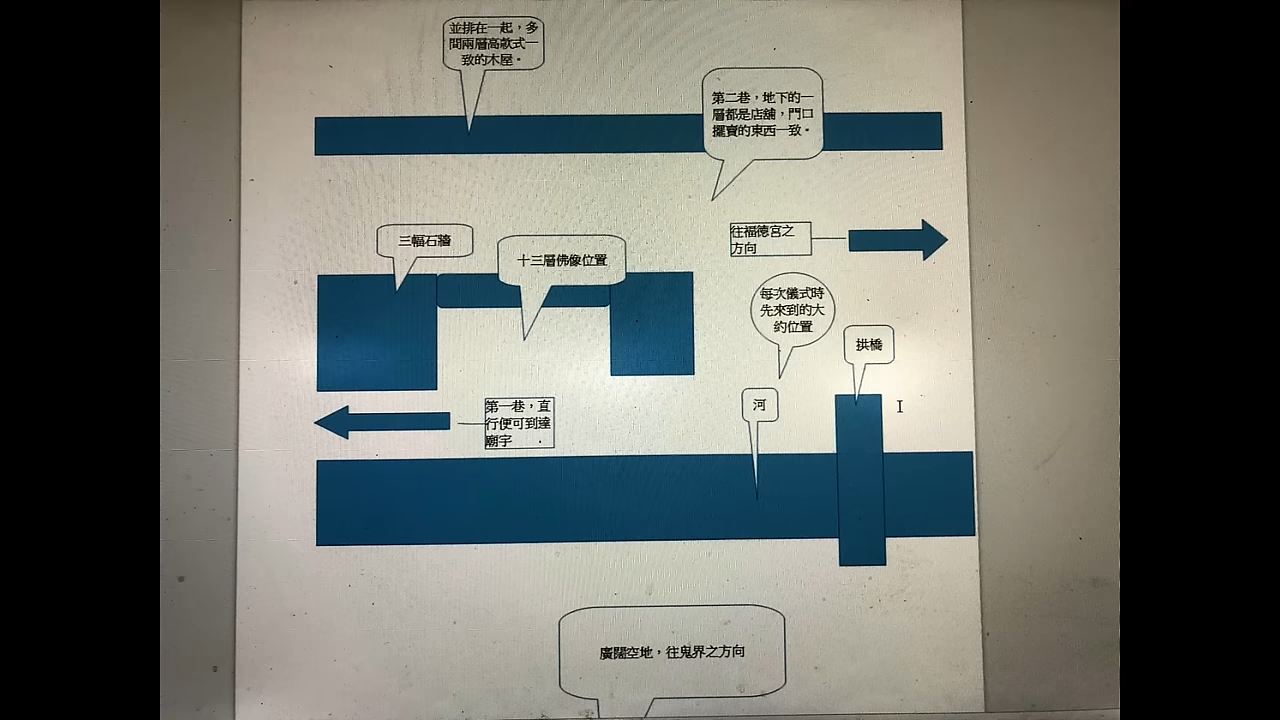 並排在一起，多
間兩層高款式一
致的木屋。
第二巷，地下的一
層都是店舖，門口
擺賣的東西一致。
三幅石牆
十三層佛像位置
往福德宮之
方向
每次儀式時
先來到的大
約位置
拱橋
河
第一巷，直
行便可到達
廟宇
廣闊空地，往鬼界之方向